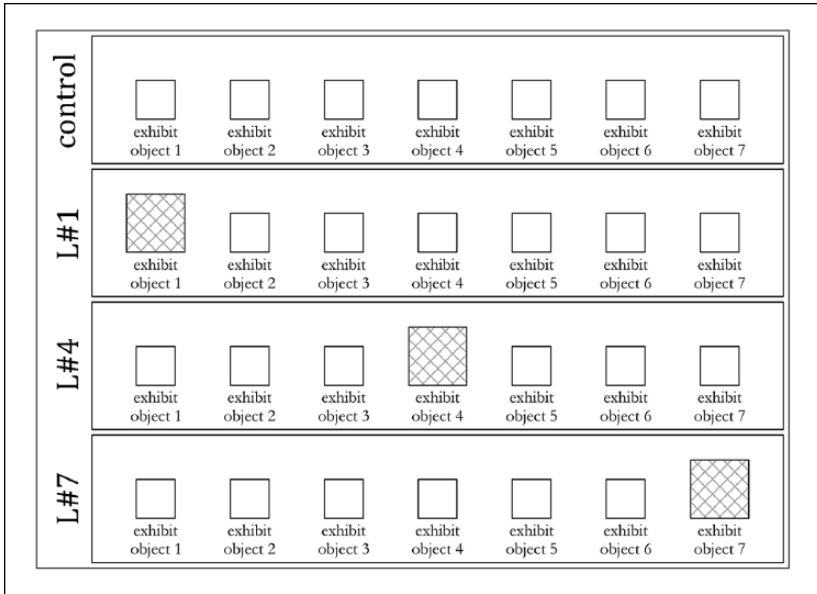 control
exhibit
object 1
exhibit
object 2
exhibit
object 3
exhibit
object 4
exhibit
object 5
exhibit
object 6
exhibit
object 7
L#1
exhibit
object 1
exhibit
object 2
exhibit
object 3
exhibit
object 4
exhibit
object 5
exhibit
object 6
exhibit
object 7
L#4
exhibit
object 1
exhibit
object 2
exhibit
object 3
exhibit
object 4
exhibit
object 5
exhibit
object 6
exhibit
object 7
L#7
exhibit
object 1
exhibit
object 2
exhibit
object 3
exhibit
object 4
exhibit
object 5
exhibit
object 6
exhibit
object 7